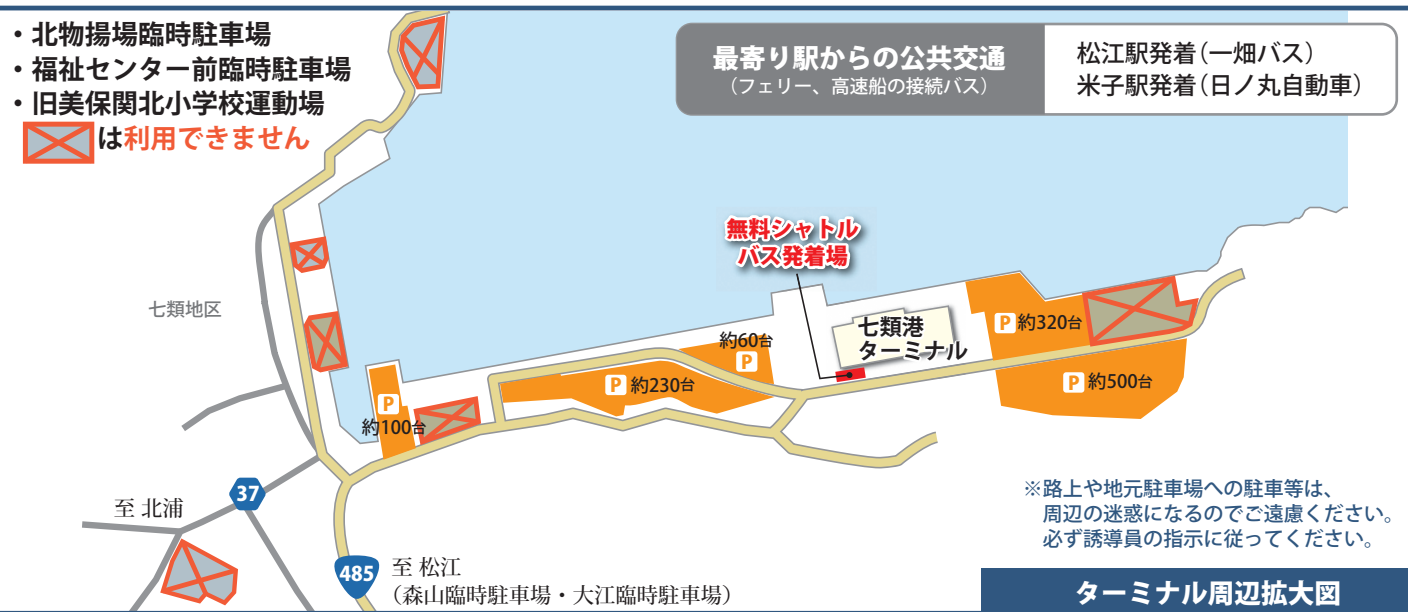 ・北物揚場臨時駐車場
・福祉センター前臨時駐車場
・旧美保関北小学校運動場
は利用できません
最寄り駅からの公共交通
（フェリー、高速船の接続バス）
松江駅発着（一畑バス）
米子駅発着（日ノ丸自動車）
無料シャトル
バス発着場
七類地区
七類港
ターミナル
P 約320台
約60台
P
P 約230台
P 約500台
P
約100台
37
至 北浦
485
至 松江
（森山臨時駐車場・大江臨時駐車場）
※路上や地元駐車場への駐車等は、
周辺の迷惑になるのでご遠慮ください。
必ず誘導員の指示に従ってください。
ターミナル周辺拡大図